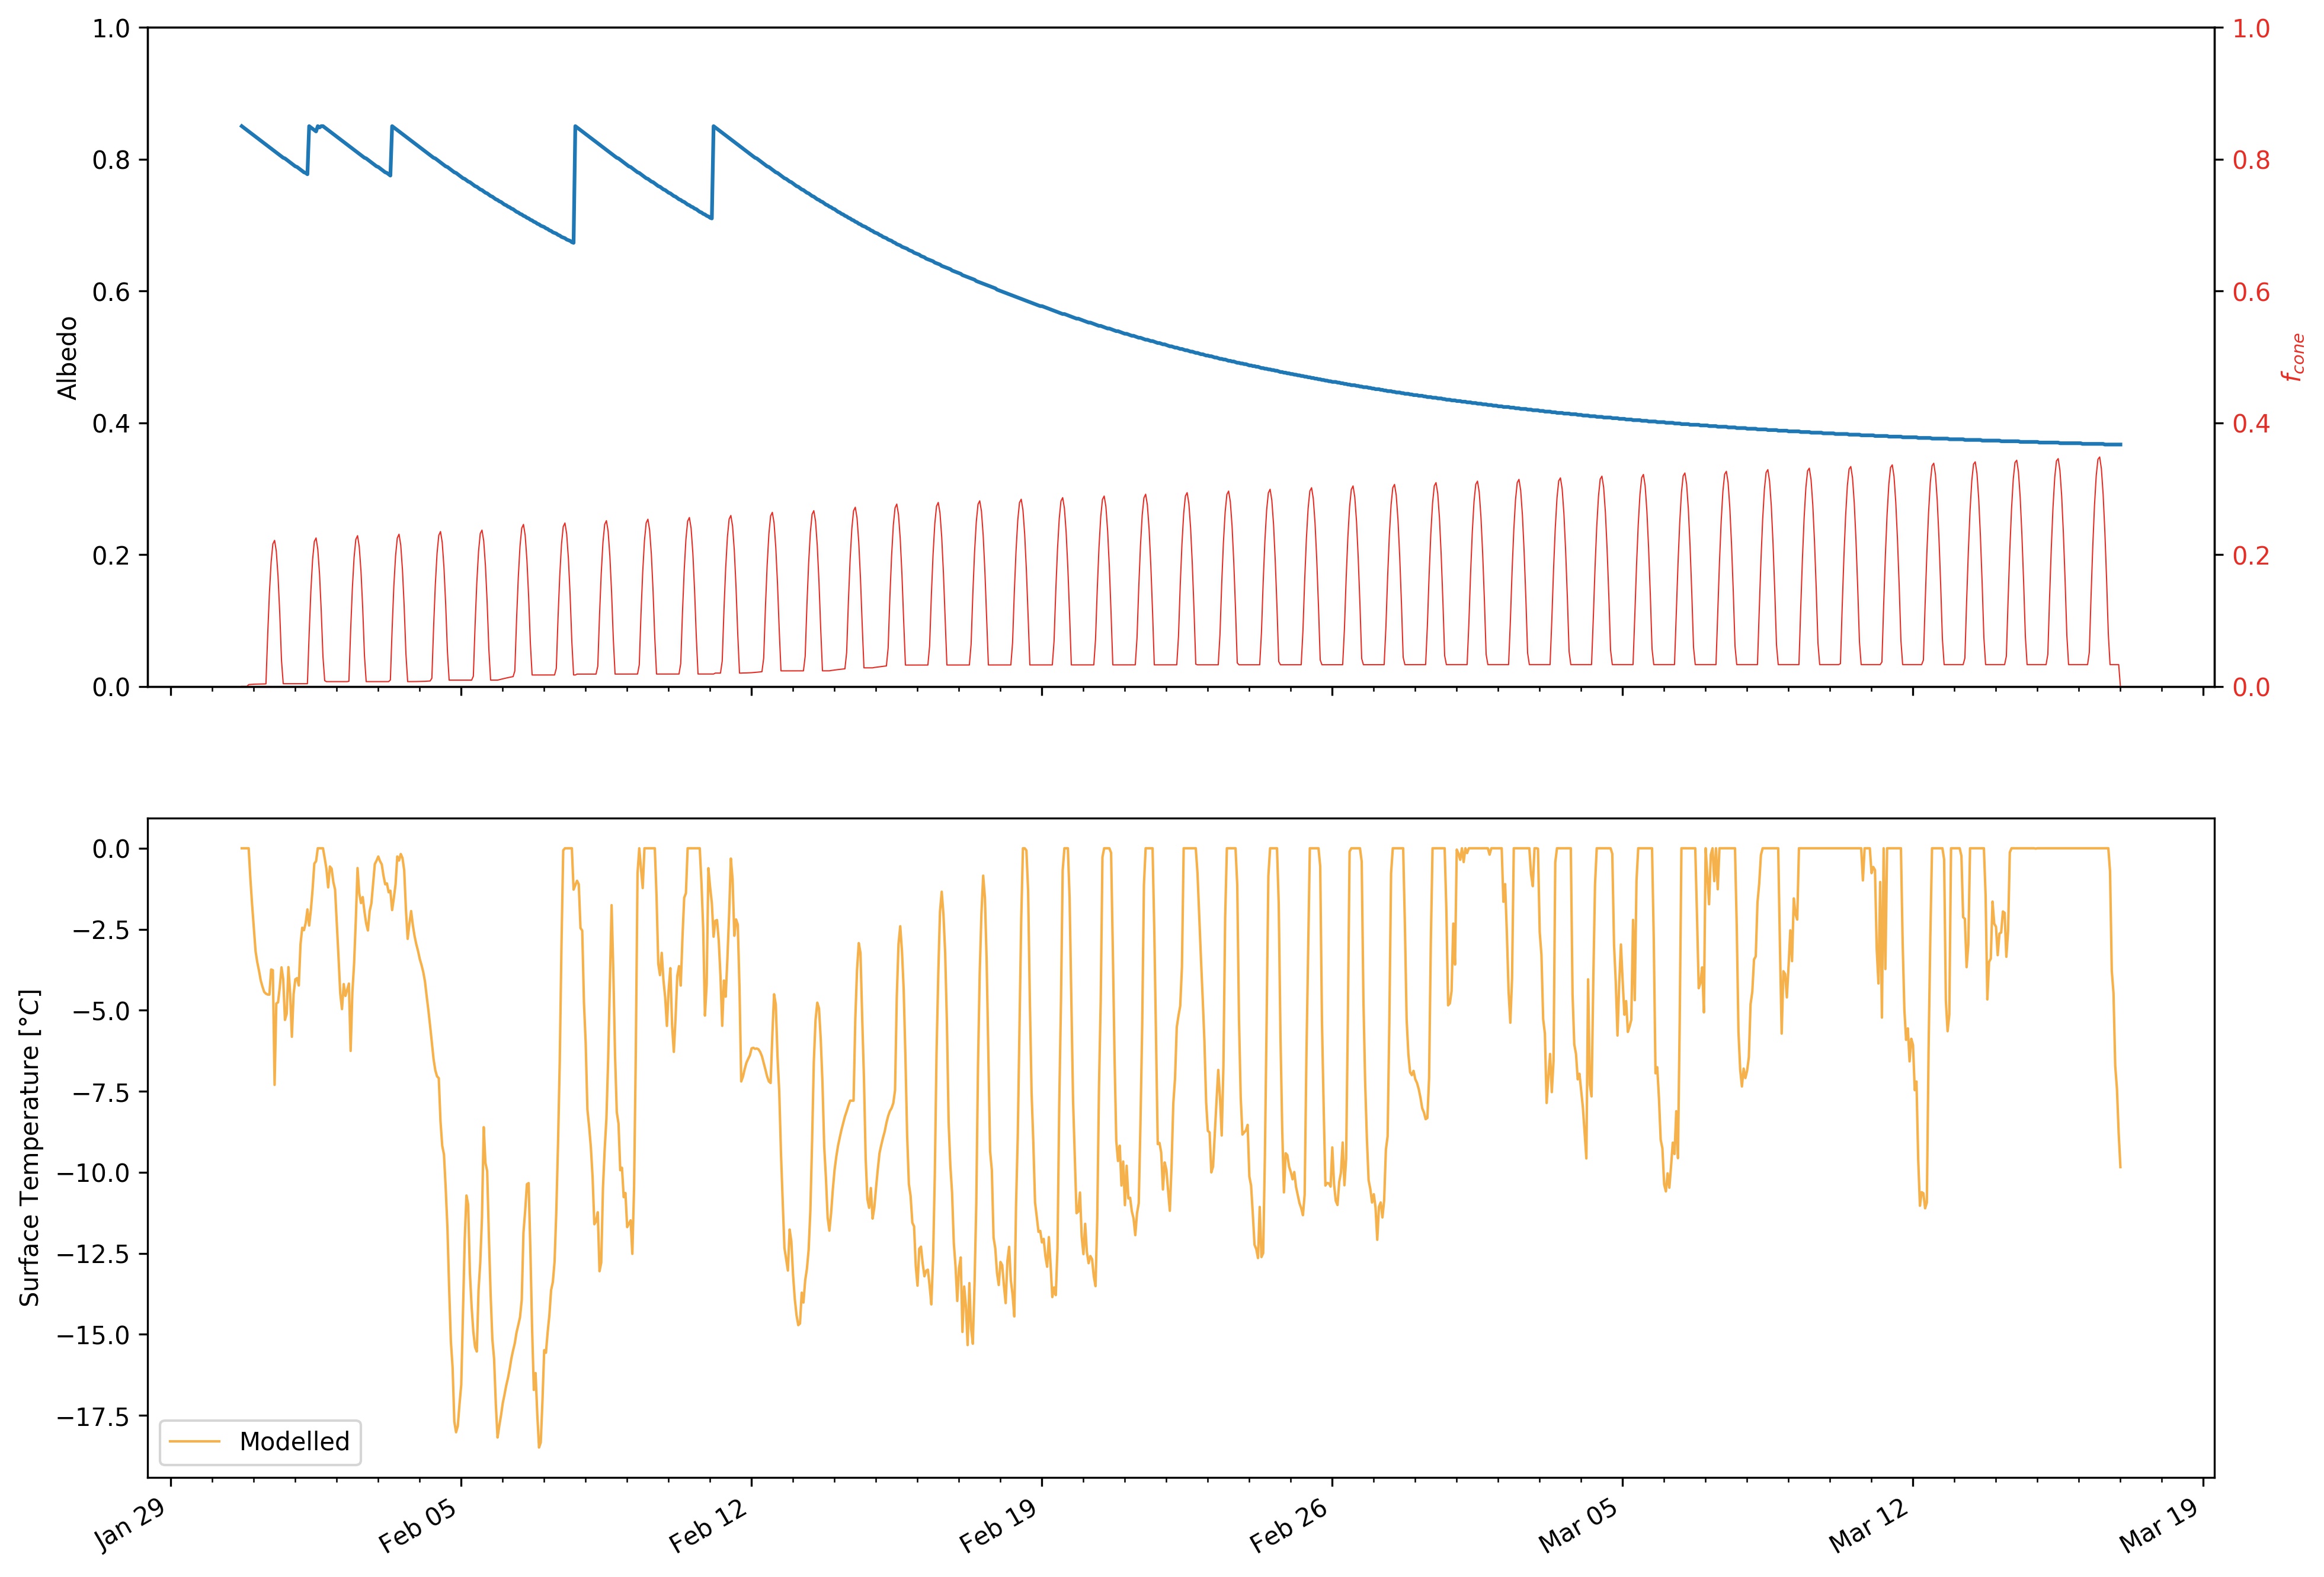 1.0
0.8
0.6
0.4
0.2
0.0
Albedo
1.0
0.8
0.6
0.4
0.2
0.0
f_cone
0.0
−2.5
−5.0
−7.5
−10.0
−12.5
−15.0
−17.5
Surface Temperature [°C]
Modelled
Jan 29
Feb 05
Feb 12
Feb 19
Feb 26
Mar 05
Mar 12
Mar 19